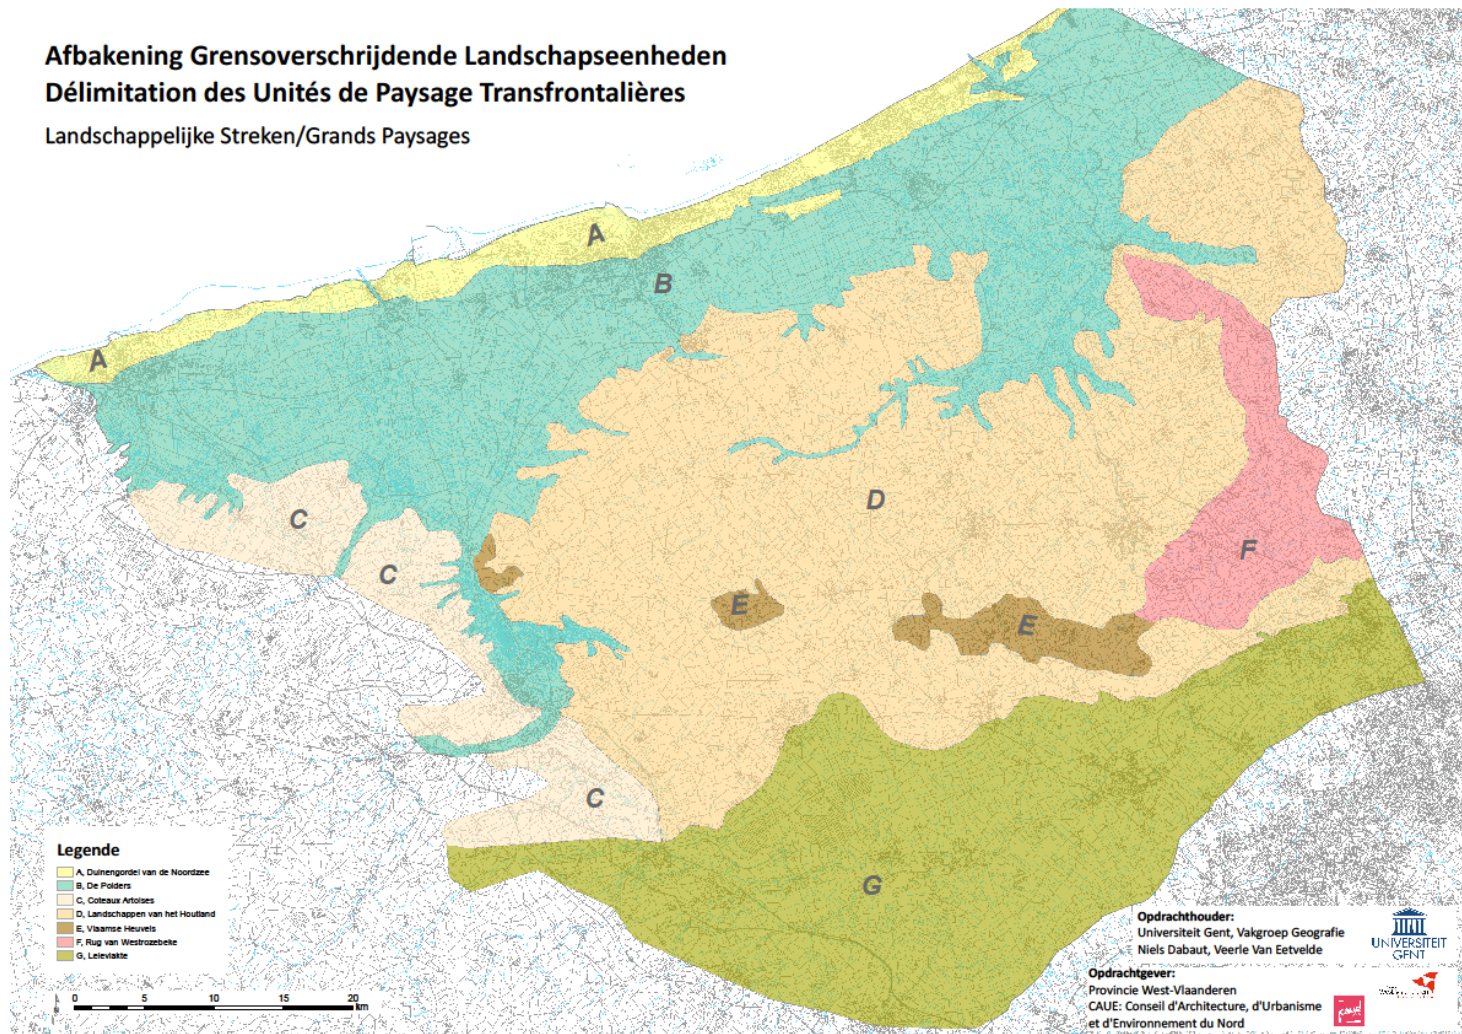 Afbakening Grensoverschrijdende Landschapseenheden
Délimitation des Unités de Paysage Transfrontalières
Landschappelijke Streken/Grands Paysages
A
B
A
C
D
C
F
E
E
C
G
Legende
A, Duinengordel van de Noordzee
B, De Polders
C, Coteaux Artoises
D, Landschappen van het Houtland
E, Vlaamse Heuvels
F, Rug van Westrozebeke
G, Leievlakte
0 5 10 15 20
km
Opdrachthouder:
Universiteit Gent, Vakgroep Geografie
Niels Dabaut, Veerle Van Eetvelde
UNIVERSITEIT
GENT
Opdrachtgever:
Provincie West-Vlaanderen
CAUE: Conseil d'Architecture, d'Urbanisme
et d'Environnement du Nord